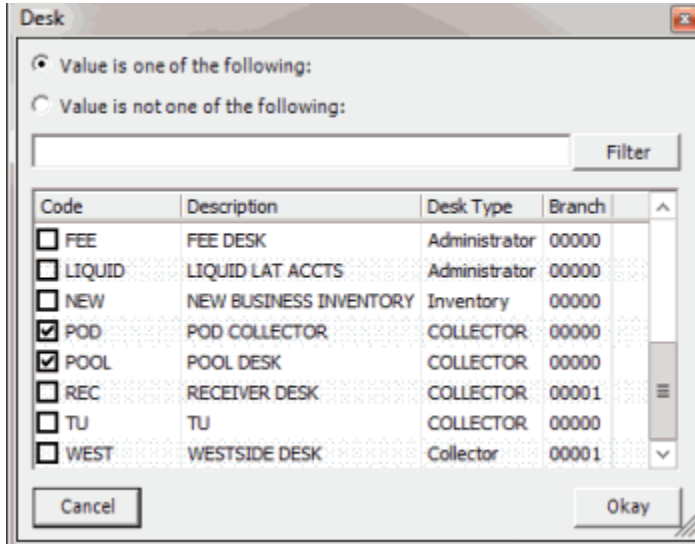 Desk
Value is one of the following:
Value is not one of the following:
Filter
Code Description Desk Type Branch
FEE FEE DESK Administrator 00000
LIQUID LIQUID LAT ACCTS Administrator 00000
NEW NEW BUSINESS INVENTORY Inventory 00000
POD POD COLLECTOR COLLECTOR 00000
POOL POOL DESK COLLECTOR 00000
REC RECEIVER DESK COLLECTOR 00001
TU TU COLLECTOR 00000
WEST WESTSIDE DESK Collector 00001
Cancel Okay